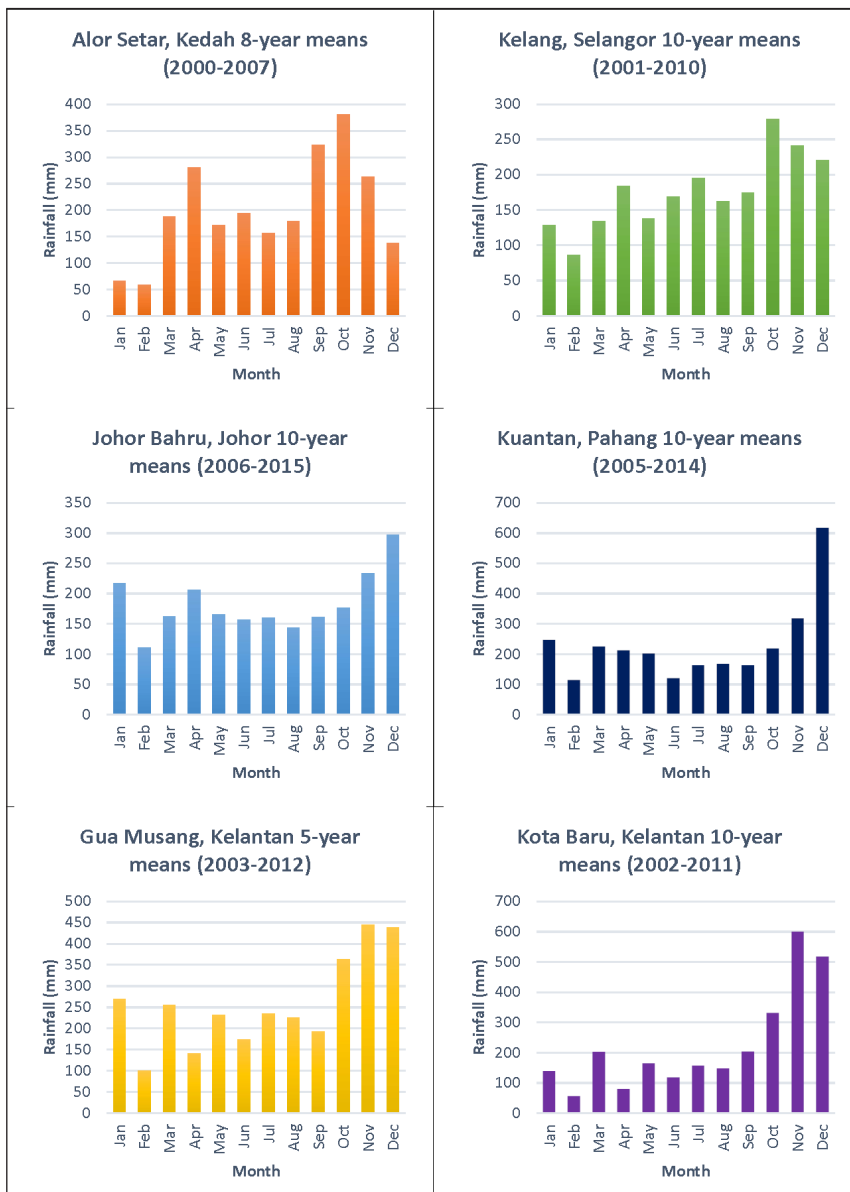 Alor Setar, Kedah 8-year means
(2000-2007)
400
350
300
250
200
150
100
50
0
Rainfall (mm)
Jan
Feb
Mar
Apr
May
Jun
Jul
Aug
Sep
Oct
Nov
Dec
Month
Kelang, Selangor 10-year means
(2001-2010)
300
250
200
150
100
50
0
Rainfall (mm)
Jan
Feb
Mar
Apr
May
Jun
Jul
Aug
Sep
Oct
Nov
Dec
Month
Johor Bahru, Johor 10-year
means (2006-2015)
350
300
250
200
150
100
50
0
Rainfall (mm)
Jan
Feb
Mar
Apr
May
Jun
Jul
Aug
Sep
Oct
Nov
Dec
Month
Kuantan, Pahang 10-year means
(2005-2014)
700
600
500
400
300
200
100
0
Rainfall (mm)
Jan
Feb
Mar
Apr
May
Jun
Jul
Aug
Sep
Oct
Nov
Dec
Month
Gua Musang, Kelantan 5-year
means (2003-2012)
500
450
400
350
300
250
200
150
100
50
0
Rainfall (mm)
Jan
Feb
Mar
Apr
May
Jun
Jul
Aug
Sep
Oct
Nov
Dec
Month
Kota Baru, Kelantan 10-year
means (2002-2011)
700
600
500
400
300
200
100
0
Rainfall (mm)
Jan
Feb
Mar
Apr
May
Jun
Jul
Aug
Sep
Oct
Nov
Dec
Month